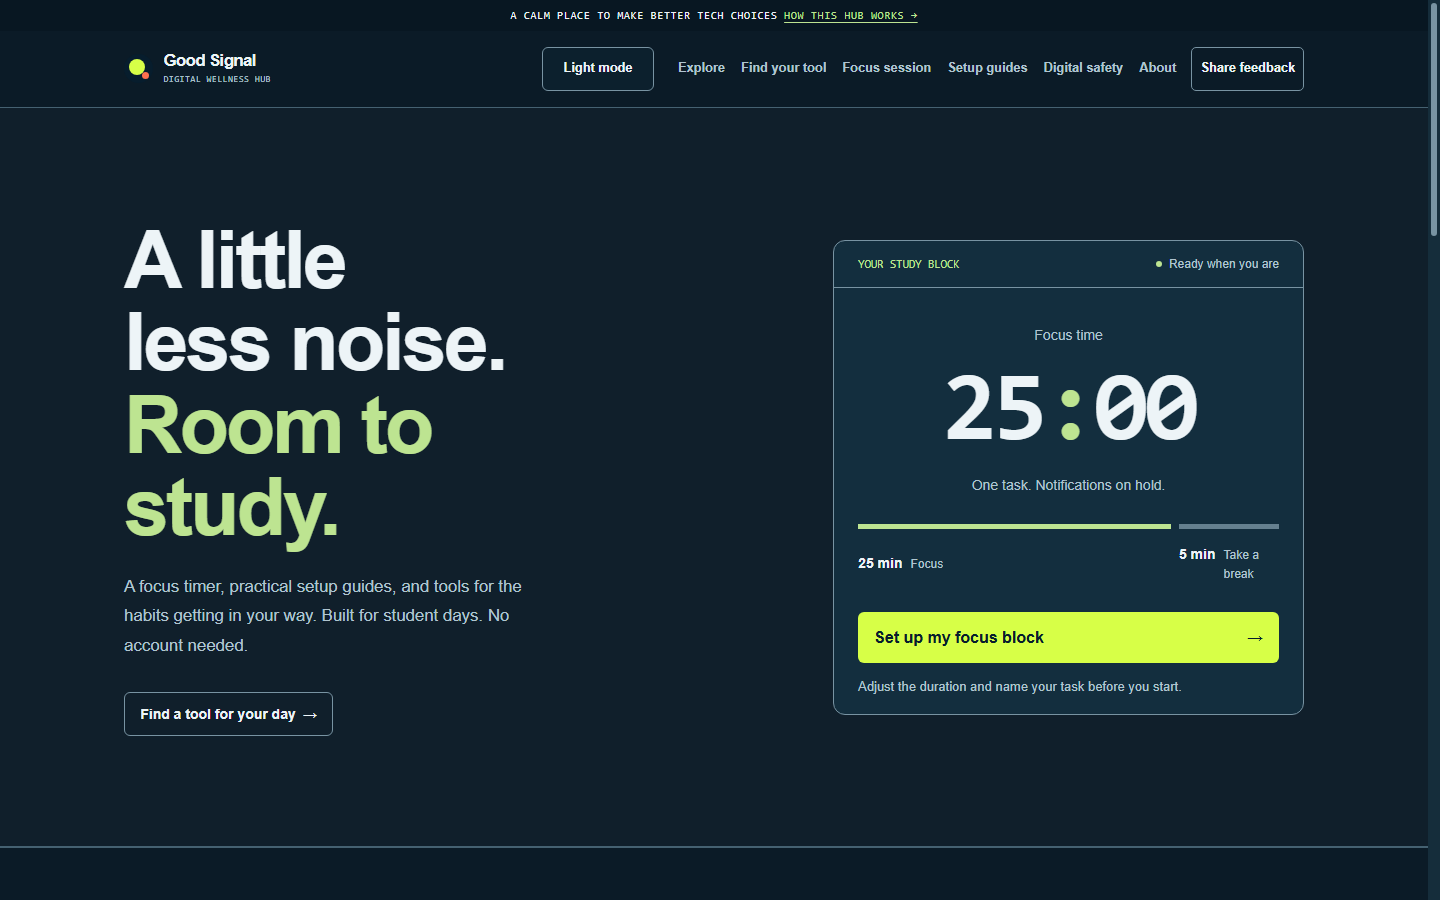 A CALM PLACE TO MAKE BETTER TECH CHOICES HOW THIS HUB WORKS →
Good Signal
DIGITAL WELLNESS HUB
Light mode
Explore
Find your tool
Focus session
Setup guides
Digital safety
About
Share feedback
A little
less noise.
Room to
study.
A focus timer, practical setup guides, and tools for the
habits getting in your way. Built for student days. No
account needed.
Find a tool for your day →
YOUR STUDY BLOCK
Ready when you are
Focus time
25:00
One task. Notifications on hold.
25 min Focus
5 min Take a
break
Set up my focus block →
Adjust the duration and name your task before you start.